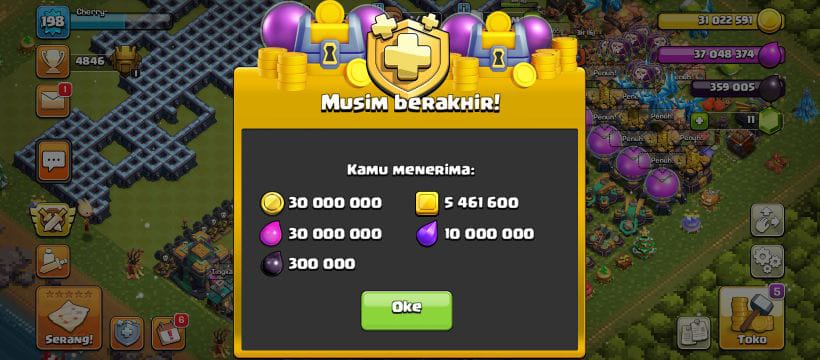 198
Cherry-
4846
1
Musim berakhir!
Kamu menerima:
30 000 000
5 461 600
30 000 000
10 000 000
300 000
Oke
31 022 591
37 048 374
359 005
11
Penuh!
Penuh!
Penuh!
Serang!
6
5
Toko